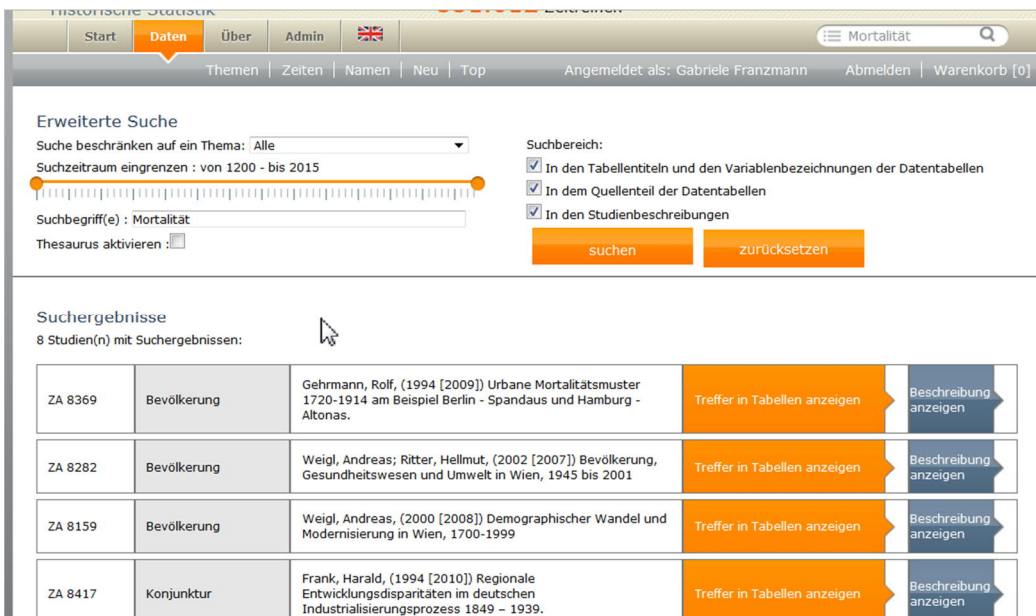 Historische Statistik
Zeitreihen
Start Daten Über Admin Mortalität
Themen | Zeiten | Namen | Neu | Top Angemeldet als: Gabriele Franzmann Abmelden | Warenkorb [0]
Erweiterte Suche
Suche beschränken auf ein Thema: Alle
Suchzeitraum eingrenzen : von 1200 - bis 2015
Suchbegriff(e) : Mortalität
Thesaurus aktivieren :
Suchbereich:
In den Tabellentiteln und den Variablenbezeichnungen der Datentabellen
In dem Quellenteil der Datentabellen
In den Studienbeschreibungen
suchen zurücksetzen
Suchergebnisse
8 Studien(n) mit Suchergebnissen:
ZA 8369
Bevölkerung
Gehrmann, Rolf, (1994 [2009]) Urbane Mortalitätsmuster
1720-1914 am Beispiel Berlin - Spandaus und Hamburg -
Altonas.
Treffer in Tabellen anzeigen
Beschreibung
anzeigen
ZA 8282
Bevölkerung
Weigl, Andreas; Ritter, Hellmut, (2002 [2007]) Bevölkerung,
Gesundheitswesen und Umwelt in Wien, 1945 bis 2001
Treffer in Tabellen anzeigen
Beschreibung
anzeigen
ZA 8159
Bevölkerung
Weigl, Andreas, (2000 [2008]) Demographischer Wandel und
Modernisierung in Wien, 1700-1999
Treffer in Tabellen anzeigen
Beschreibung
anzeigen
ZA 8417
Konjunktur
Frank, Harald, (1994 [2010]) Regionale
Entwicklungsdisparitäten im deutschen
Industrialisierungsprozess 1849 – 1939.
Treffer in Tabellen anzeigen
Beschreibung
anzeigen